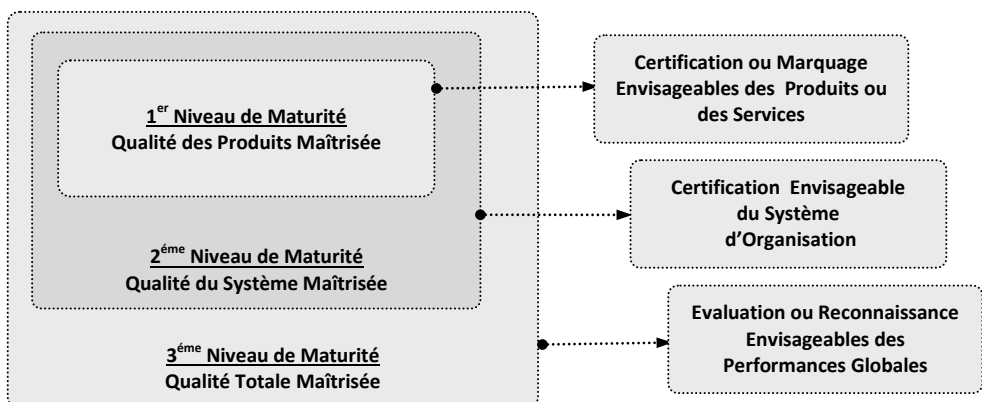 1er Niveau de Maturité
Qualité des Produits Maîtrisée
2éme Niveau de Maturité
Qualité du Système Maîtrisée
3éme Niveau de Maturité
Qualité Totale Maîtrisée
Certification ou Marquage
Envisageables des Produits ou
des Services
Certification Envisageable
du Système
d’Organisation
Evaluation ou Reconnaissance
Envisageables des
Performances Globales